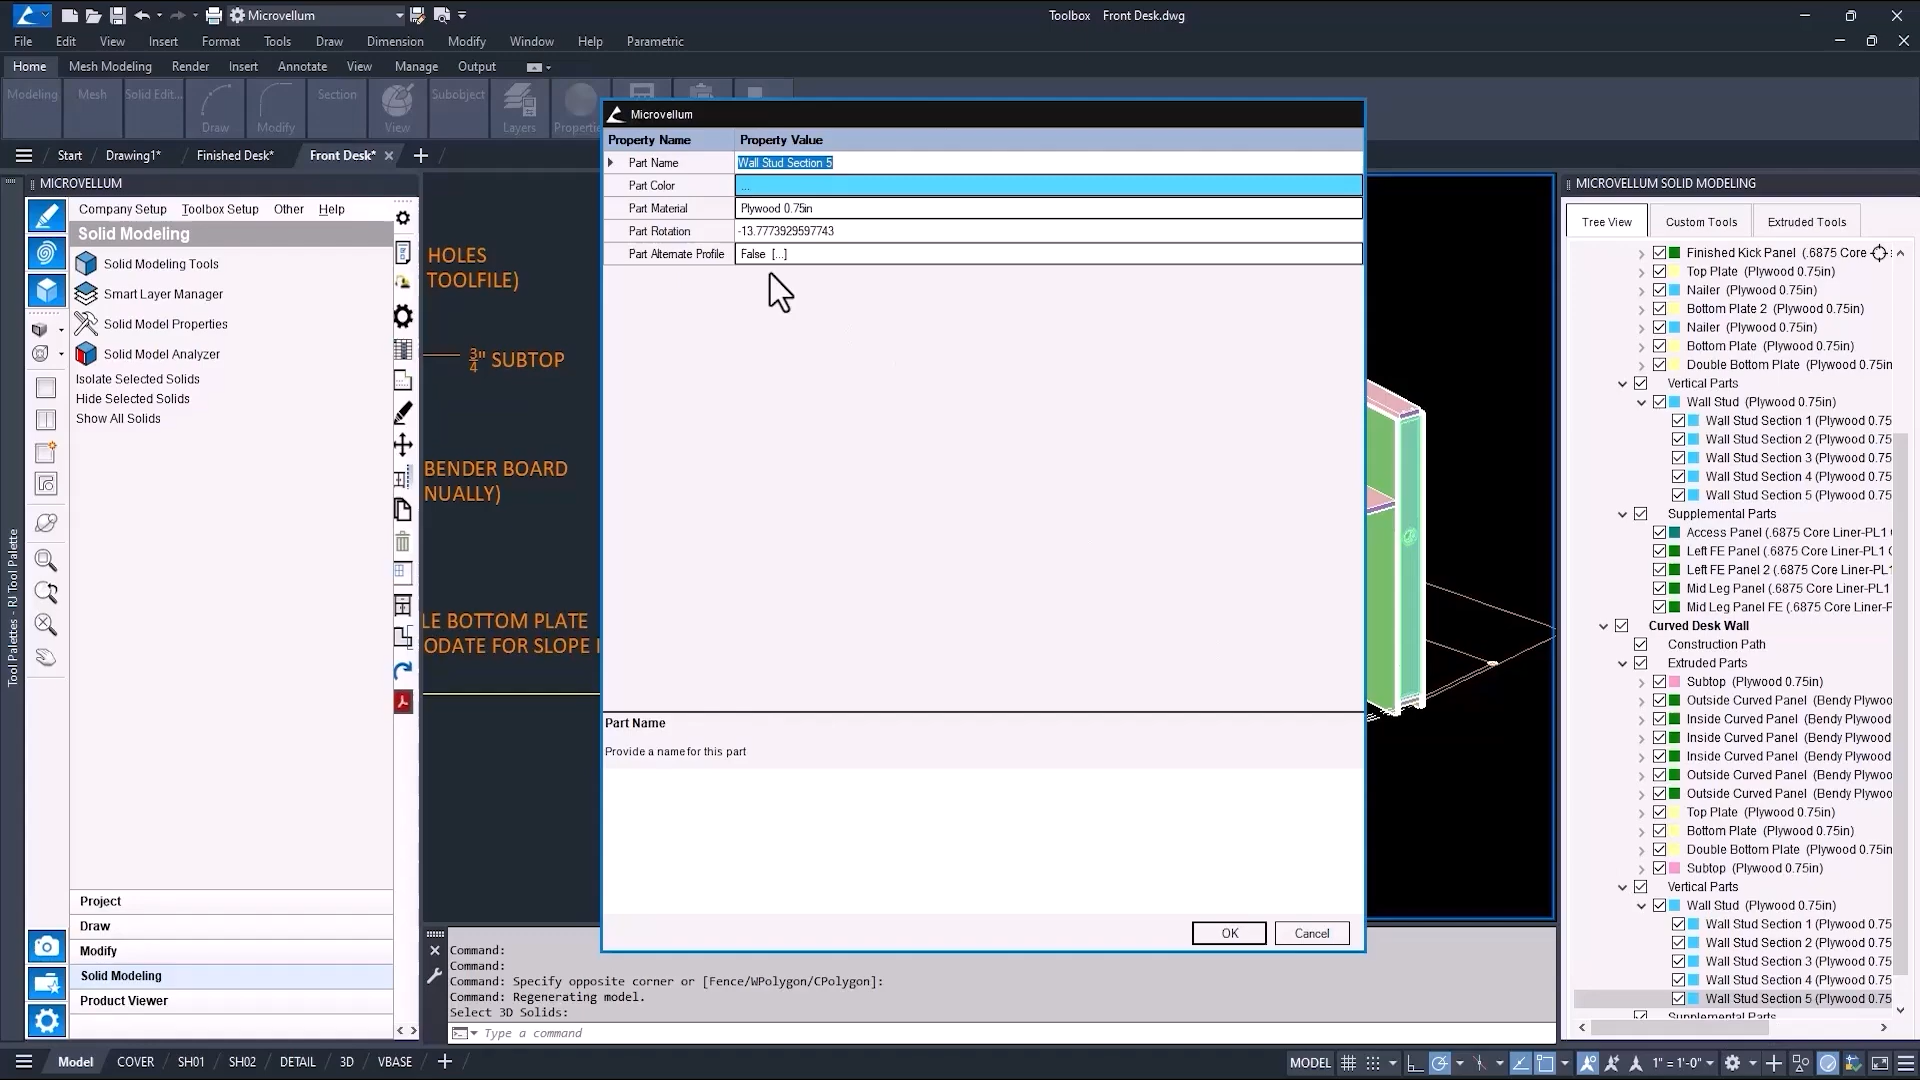 Microvellum
Toolbox Front Desk.dwg
File Edit View Insert Format Tools Draw Dimension Modify Window Help Parametric
Home Mesh Modeling Render Insert Annotate View Manage Output
Modeling Mesh Solid Edit... Draw Modify Section View Subobject Layers
Start Drawing1* Finished Desk* Front Desk*
MICROVELLUM
Company Setup Toolbox Setup Other Help
Solid Modeling
Solid Modeling Tools
Smart Layer Manager
Solid Model Properties
Solid Model Analyzer
Isolate Selected Solids
Hide Selected Solids
Show All Solids
Project
Draw
Modify
Solid Modeling
Product Viewer
Tool Palettes - RJ Tool Palette
HOLES
TOOLFILE)
3/4" SUBTOP
BENDER BOARD
NUALLY)
LE BOTTOM PLATE
ODATE FOR SLOPE
Microvellum
Property Name Property Value
Part Name Wall Stud Section 5
Part Color ...
Part Material Plywood 0.75in
Part Rotation -13.7773929597743
Part Alternate Profile False [...]
Part Name
Provide a name for this part
OK Cancel
Command:
Command:
Command: Specify opposite corner or [Fence/WPolygon/CPolygon]:
Command: Regenerating model.
Select 3D Solids:
Type a command
MICROVELLUM SOLID MODELING
Tree View Custom Tools Extruded Tools
Finished Kick Panel (.6875 Core
Top Plate (Plywood 0.75in)
Nailer (Plywood 0.75in)
Bottom Plate 2 (Plywood 0.75in)
Nailer (Plywood 0.75in)
Bottom Plate (Plywood 0.75in)
Double Bottom Plate (Plywood 0.75in
Vertical Parts
Wall Stud (Plywood 0.75in)
Wall Stud Section 1 (Plywood 0.75
Wall Stud Section 2 (Plywood 0.75
Wall Stud Section 3 (Plywood 0.75
Wall Stud Section 4 (Plywood 0.75
Wall Stud Section 5 (Plywood 0.75
Supplemental Parts
Access Panel (.6875 Core Liner-PL1
Left FE Panel (.6875 Core Liner-PL1
Left FE Panel 2 (.6875 Core Liner-PL1
Mid Leg Panel (.6875 Core Liner-PL1
Mid Leg Panel FE (.6875 Core Liner-F
Curved Desk Wall
Construction Path
Extruded Parts
Subtop (Plywood 0.75in)
Outside Curved Panel (Bendy Plywoo
Inside Curved Panel (Bendy Plywood
Inside Curved Panel (Bendy Plywood
Inside Curved Panel (Bendy Plywood
Outside Curved Panel (Bendy Plywoo
Outside Curved Panel (Bendy Plywoo
Top Plate (Plywood 0.75in)
Bottom Plate (Plywood 0.75in)
Double Bottom Plate (Plywood 0.75in
Subtop (Plywood 0.75in)
Vertical Parts
Wall Stud (Plywood 0.75in)
Wall Stud Section 1 (Plywood 0.75
Wall Stud Section 2 (Plywood 0.75
Wall Stud Section 3 (Plywood 0.75
Wall Stud Section 4 (Plywood 0.75
Wall Stud Section 5 (Plywood 0.75
Supplemental Parts
Model COVER SH01 SH02 DETAIL 3D VBASE
MODEL 1" = 1'-0"